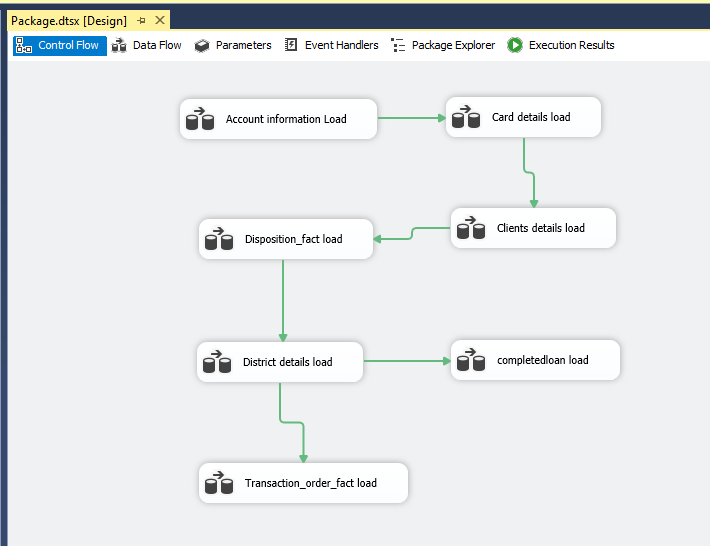 Package.dtsx [Design]
Control Flow Data Flow Parameters Event Handlers Package Explorer Execution Results
Account information Load
Card details load
Clients details load
Disposition_fact load
District details load
completedloan load
Transaction_order_fact load